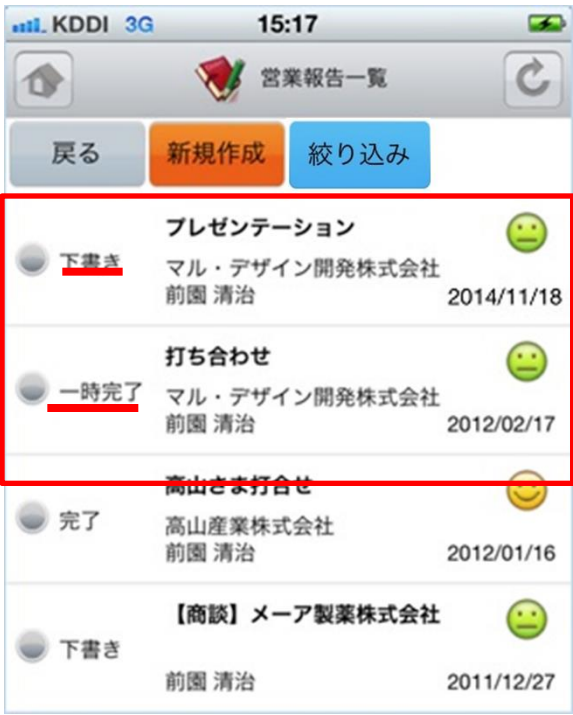 KDDI 3G 15:17
営業報告一覧
戻る 新規作成 絞り込み
プレゼンテーション
下書き マル・デザイン開発株式会社
前園 清治 2014/11/18
打ち合わせ
一時完了 マル・デザイン開発株式会社
前園 清治 2012/02/17
高山さま打合せ
完了 高山産業株式会社
前園 清治 2012/01/16
【商談】メーア製薬株式会社
下書き
前園 清治 2011/12/27